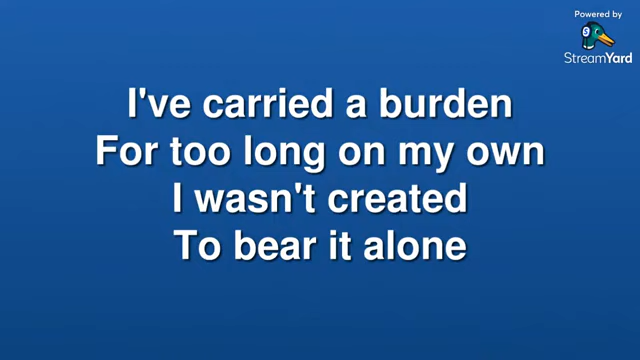 Powered by
StreamYard
I've carried a burden
For too long on my own
I wasn't created
To bear it alone